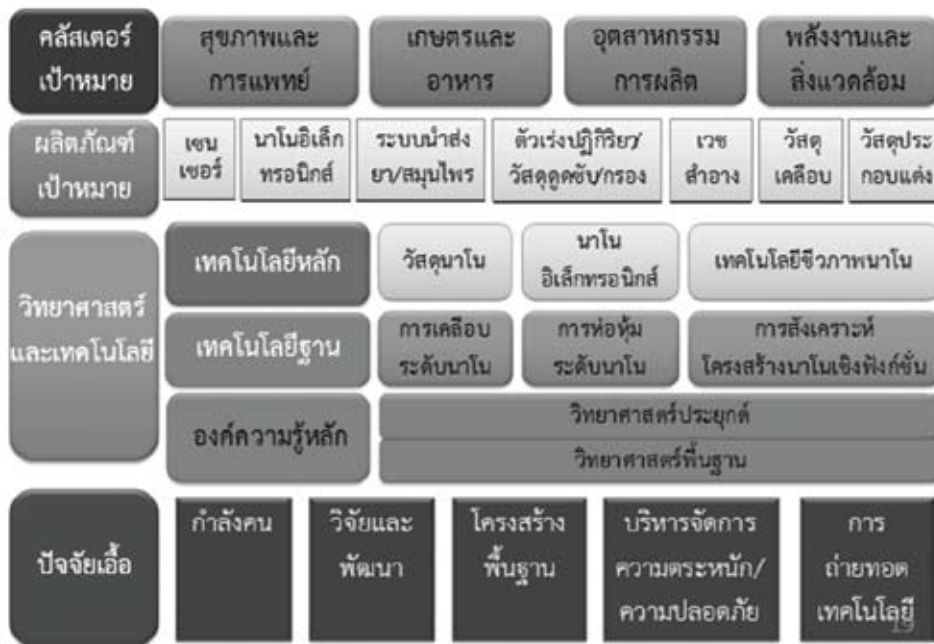 คลัสเตอร์
เป้าหมาย
สุขภาพและ
การแพทย์
เกษตรและ
อาหาร
อุตสาหกรรม
การผลิต
พลังงานและ
สิ่งแวดล้อม
ผลิตภัณฑ์
เป้าหมาย
เซน
เซอร์
นาโนอิเล็ก
ทรอนิกส์
ระบบนำส่ง
ยา/สมุนไพร
ตัวเร่งปฏิกิริยา/
วัสดุดูดซับ/กรอง
เวช
สำอาง
วัสดุ
เคลือบ
วัสดุประ
กอบแต่ง
วิทยาศาสตร์
และเทคโนโลยี
เทคโนโลยีหลัก
วัสดุนาโน
นาโน
อิเล็กทรอนิกส์
เทคโนโลยีชีวภาพนาโน
เทคโนโลยีฐาน
การเคลือบ
ระดับนาโน
การห่อหุ้ม
ระดับนาโน
การสังเคราะห์
โครงสร้างนาโนเชิงฟังก์ชั่น
องค์ความรู้หลัก
วิทยาศาสตร์ประยุกต์
วิทยาศาสตร์พื้นฐาน
ปัจจัยเอื้อ
กำลังคน
วิจัยและ
พัฒนา
โครงสร้าง
พื้นฐาน
บริหารจัดการ
ความตระหนัก/
ความปลอดภัย
การ
ถ่ายทอด
เทคโนโลยี
19